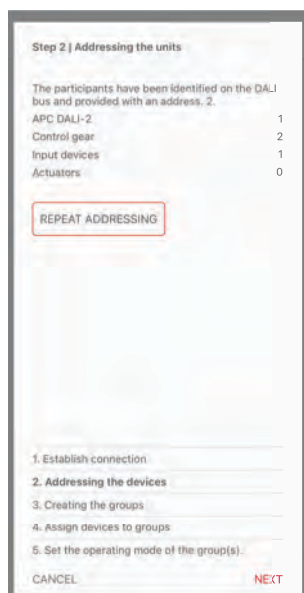 Step 2 | Addressing the units
The participants have been identified on the DALI
bus and provided with an address. 2.
APC DALI-2 1
Control gear 2
Input devices 1
Actuators 0
REPEAT ADDRESSING
1. Establish connection
2. Addressing the devices
3. Creating the groups
4. Assign devices to groups
5. Set the operating mode of the group(s).
CANCEL NEXT